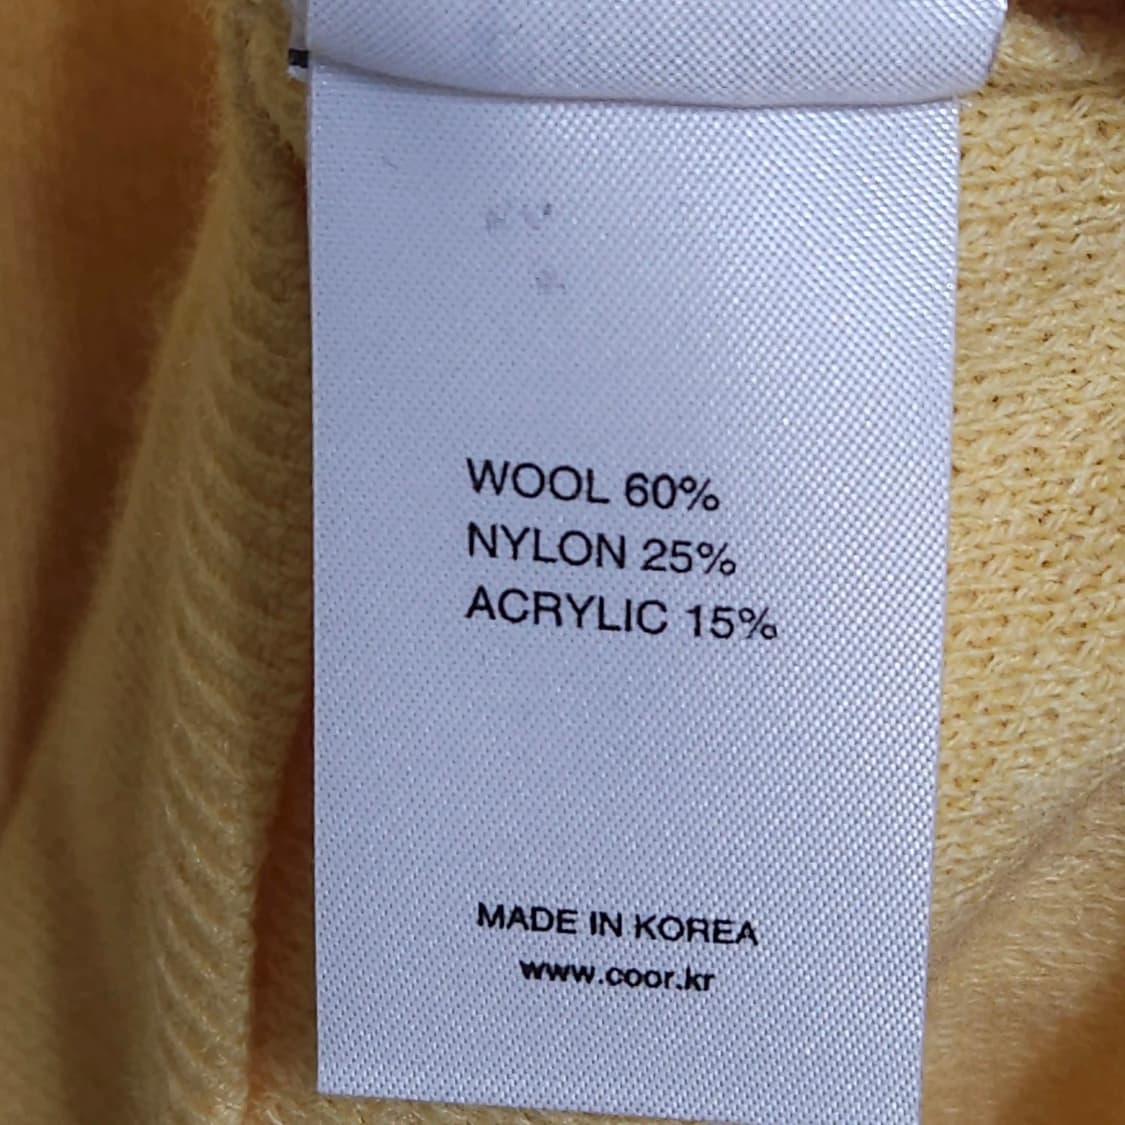 WOOL 60%
NYLON 25%
ACRYLIC 15%
MADE IN KOREA
www.coor.kr